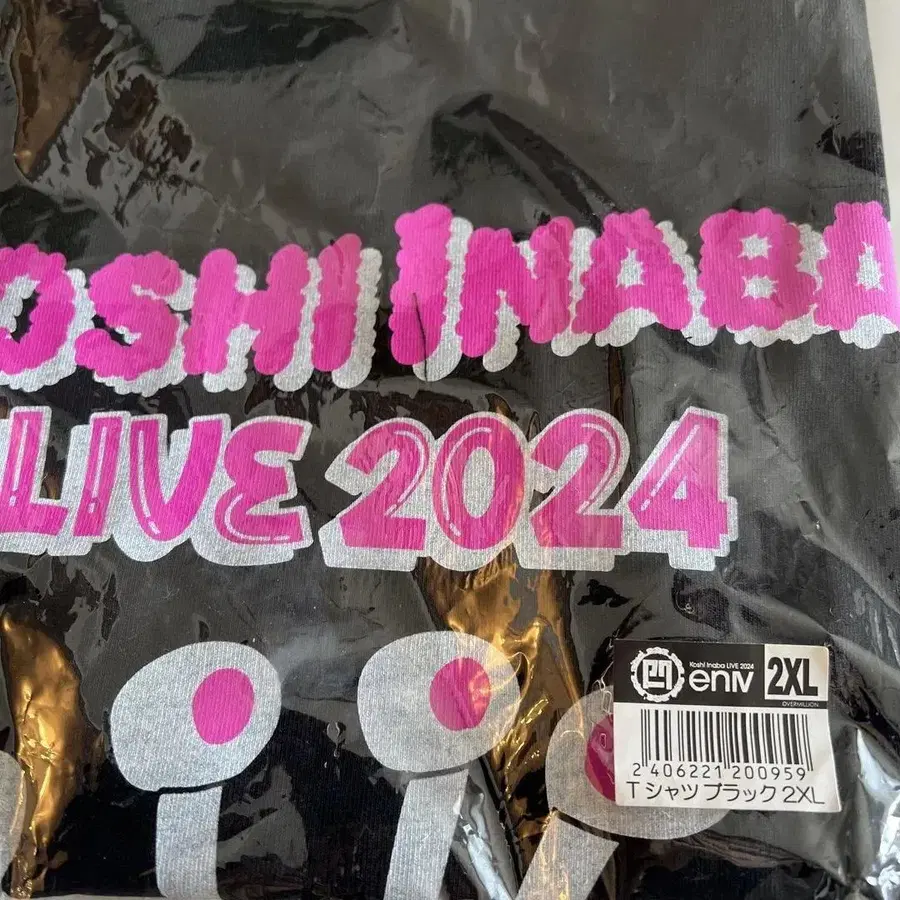 OSHI INABA
LIVE 2024
Koshi Inaba LIVE 2024
enIV
2XL
OVERMILLION
2 406221 200959
Tシャツ ブラック 2XL